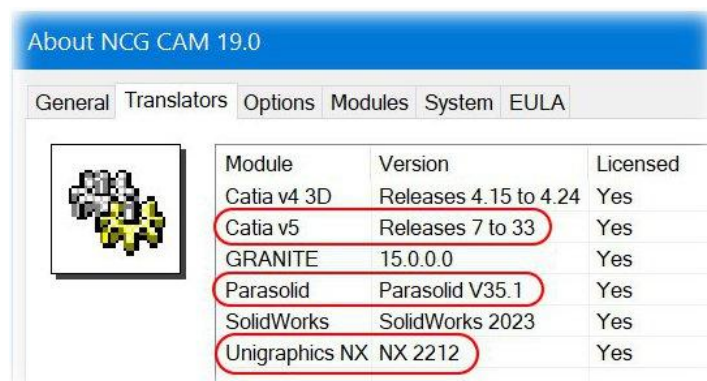 About NCG CAM 19.0
General Translators Options Modules System EULA
Module Version Licensed
Catia v4 3D Releases 4.15 to 4.24 Yes
Catia v5 Releases 7 to 33 Yes
GRANITE 15.0.0.0 Yes
Parasolid Parasolid V35.1 Yes
SolidWorks SolidWorks 2023 Yes
Unigraphics NX NX 2212 Yes